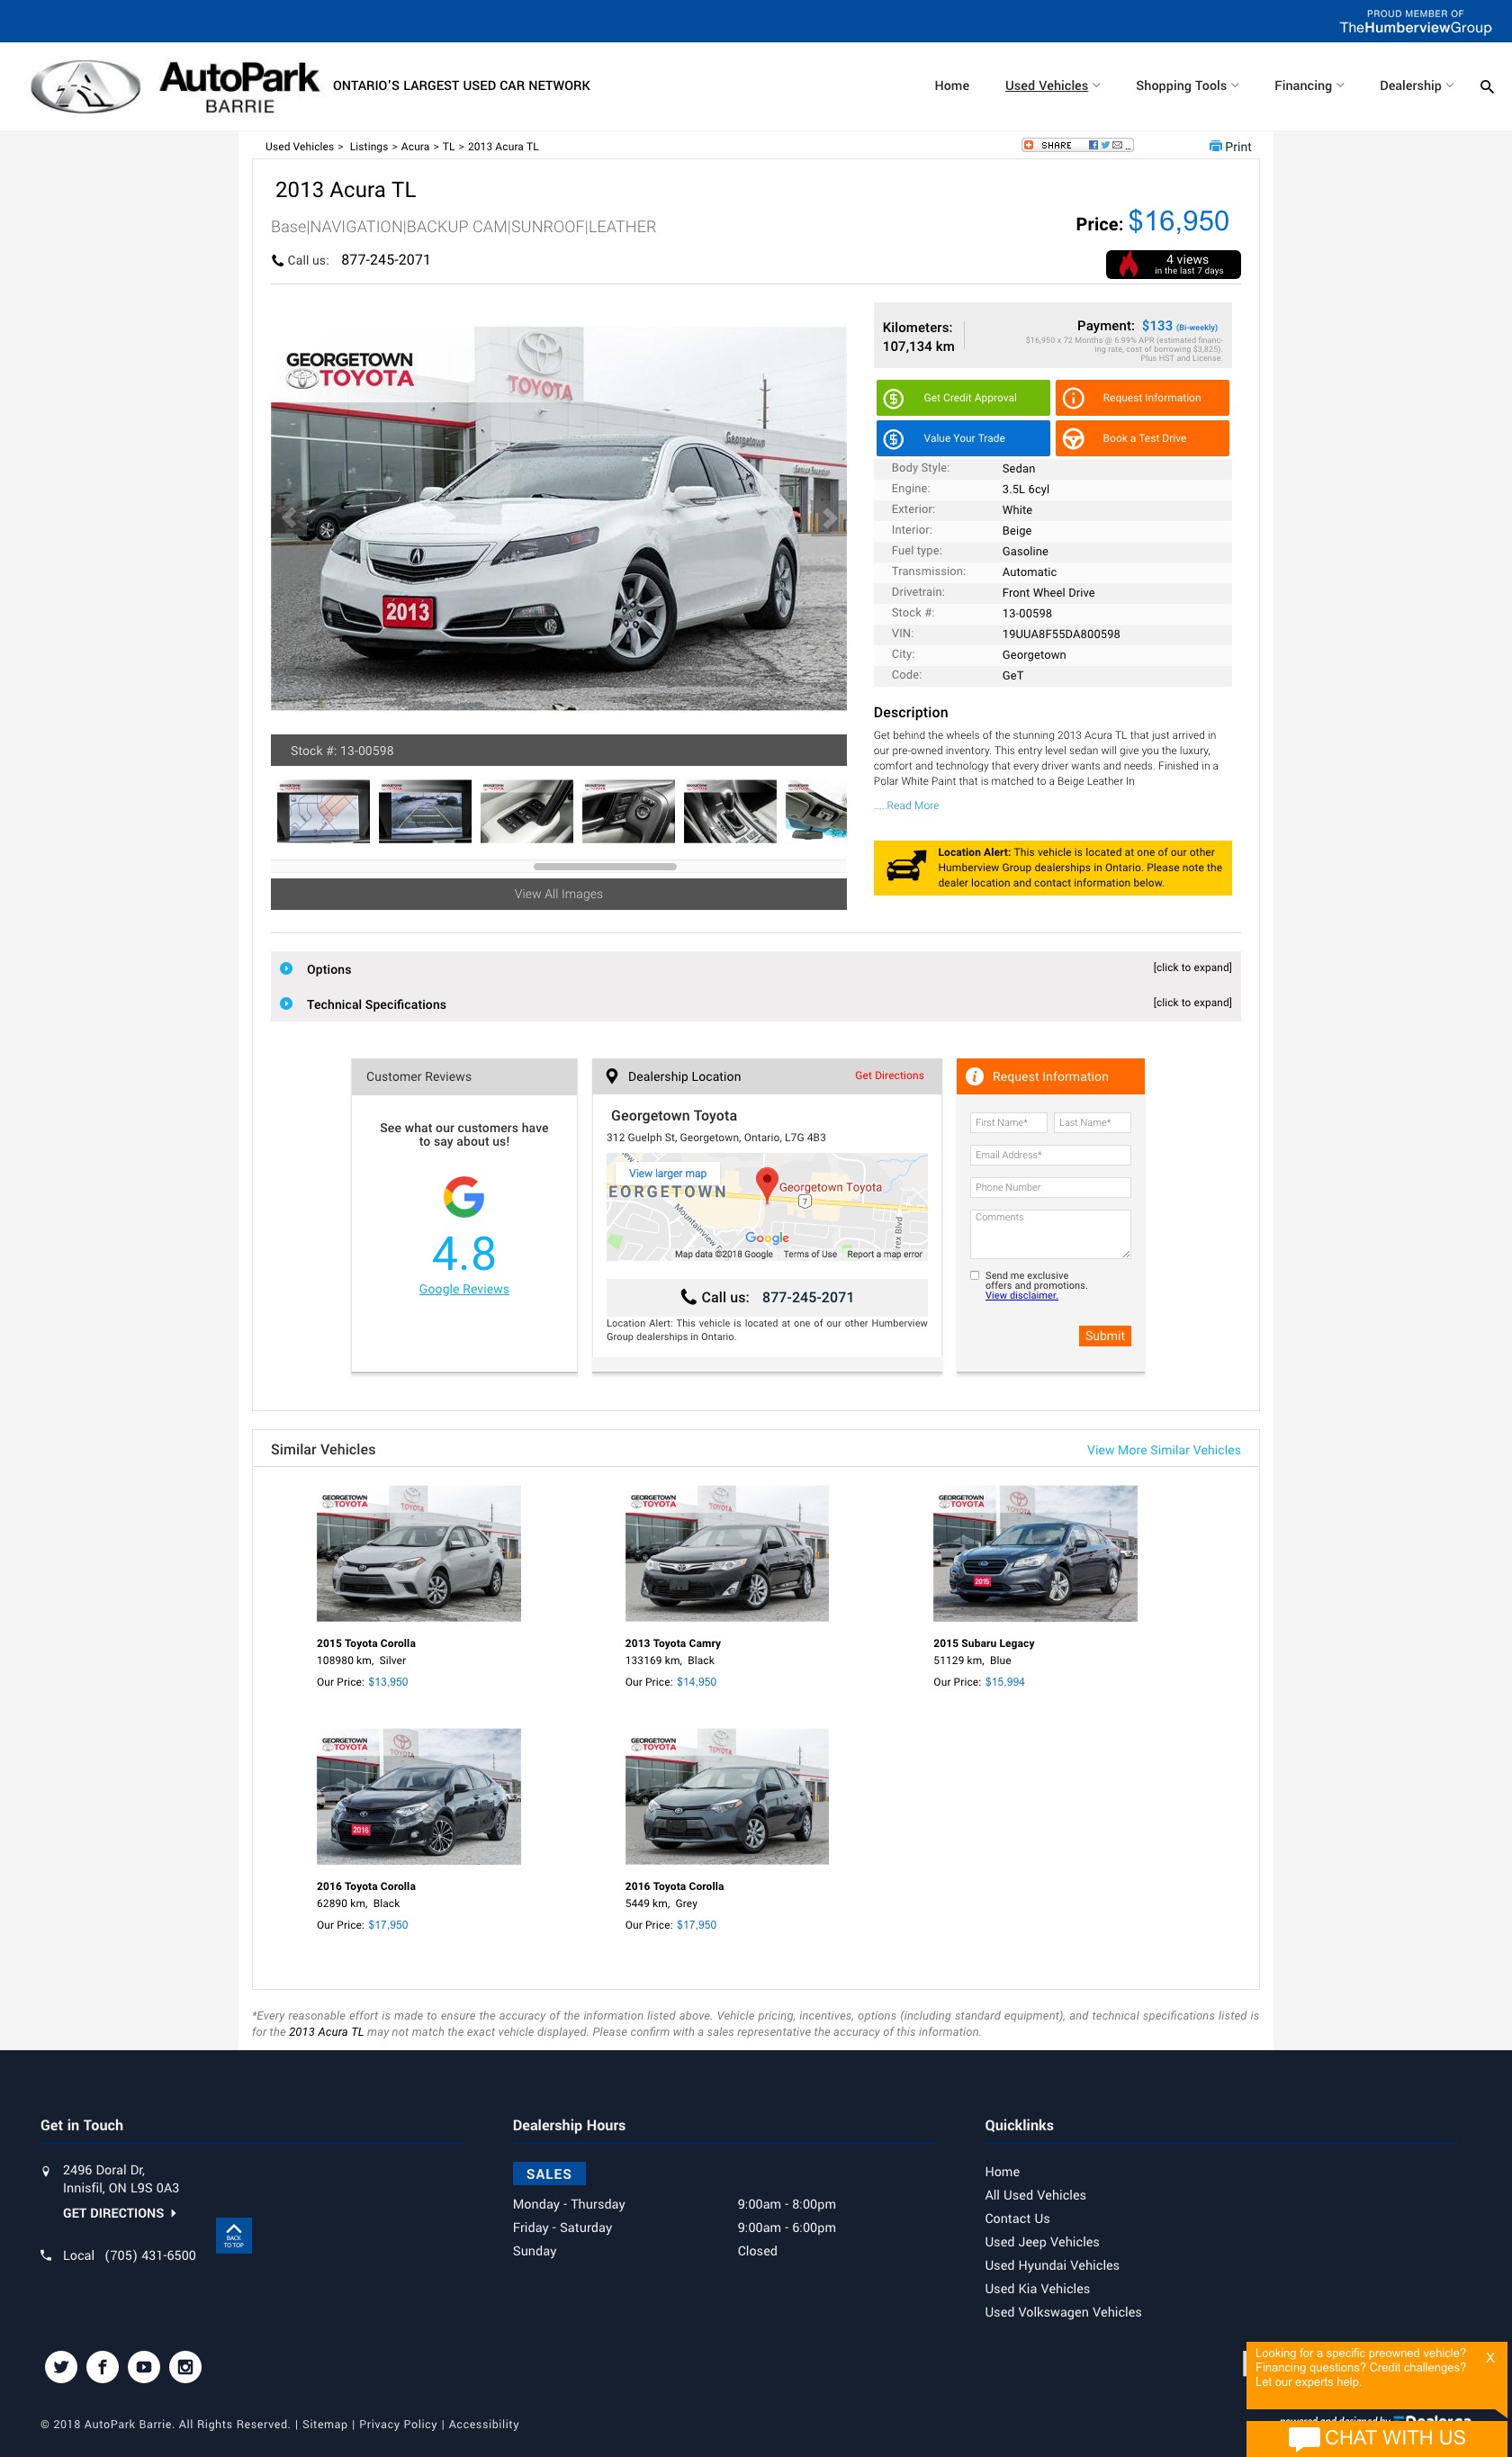 PROUD MEMBER OF
TheHumberviewGroup
AutoPark
BARRIE
ONTARIO'S LARGEST USED CAR NETWORK
Home
Used Vehicles
Shopping Tools
Financing
Dealership
Used Vehicles > Listings > Acura > TL > 2013 Acura TL
SHARE
Print
2013 Acura TL
Base|NAVIGATION|BACKUP CAM|SUNROOF|LEATHER
Price: $16,950
Call us: 877-245-2071
4 views
in the last 7 days
GEORGETOWN
TOYOTA
TOYOTA
Georgetown
2013
Stock #: 13-00598
View All Images
Kilometers:
107,134 km
Payment: $133 (Bi-weekly)
$16,950 x 72 Months @ 6.99% APR (estimated financ-
ing rate, cost of borrowing $3,825).
Plus HST and License.
Get Credit Approval
Request Information
Value Your Trade
Book a Test Drive
Body Style: Sedan
Engine: 3.5L 6cyl
Exterior: White
Interior: Beige
Fuel type: Gasoline
Transmission: Automatic
Drivetrain: Front Wheel Drive
Stock #: 13-00598
VIN: 19UUA8F55DA800598
City: Georgetown
Code: GeT
Description
Get behind the wheels of the stunning 2013 Acura TL that just arrived in
our pre-owned inventory. This entry level sedan will give you the luxury,
comfort and technology that every driver wants and needs. Finished in a
Polar White Paint that is matched to a Beige Leather In
.....Read More
Location Alert: This vehicle is located at one of our other
Humberview Group dealerships in Ontario. Please note the
dealer location and contact information below.
Options
[click to expand]
Technical Specifications
[click to expand]
Customer Reviews
See what our customers have
to say about us!
4.8
Google Reviews
Dealership Location
Get Directions
Georgetown Toyota
312 Guelph St, Georgetown, Ontario, L7G 4B3
View larger map
EORGETOWN
Georgetown Toyota
7
Mountainview
rex Blvd
Google
Map data ©2018 Google
Terms of Use
Report a map error
Call us: 877-245-2071
Location Alert: This vehicle is located at one of our other Humberview
Group dealerships in Ontario.
Request Information
First Name*
Last Name*
Email Address*
Phone Number
Comments
Send me exclusive
offers and promotions.
View disclaimer.
Submit
Similar Vehicles
View More Similar Vehicles
GEORGETOWN
TOYOTA
TOYOTA
GEORGETOWN
TOYOTA
TOYOTA
GEORGETOWN
TOYOTA
TOYOTA
2015
2015 Toyota Corolla
108980 km, Silver
Our Price: $13,950
2013 Toyota Camry
133169 km, Black
Our Price: $14,950
2015 Subaru Legacy
51129 km, Blue
Our Price: $15,994
GEORGETOWN
TOYOTA
TOYOTA
2016
GEORGETOWN
TOYOTA
TOYOTA
2016 Toyota Corolla
62890 km, Black
Our Price: $17,950
2016 Toyota Corolla
5449 km, Grey
Our Price: $17,950
*Every reasonable effort is made to ensure the accuracy of the information listed above. Vehicle pricing, incentives, options (including standard equipment), and technical specifications listed is
for the 2013 Acura TL may not match the exact vehicle displayed. Please confirm with a sales representative the accuracy of this information.
Get in Touch
2496 Doral Dr,
Innisfil, ON L9S 0A3
GET DIRECTIONS
Local (705) 431-6500
BACK
TO TOP
Dealership Hours
SALES
Monday - Thursday 9:00am - 8:00pm
Friday - Saturday 9:00am - 6:00pm
Sunday Closed
Quicklinks
Home
All Used Vehicles
Contact Us
Used Jeep Vehicles
Used Hyundai Vehicles
Used Kia Vehicles
Used Volkswagen Vehicles
© 2018 AutoPark Barrie. All Rights Reserved. | Sitemap | Privacy Policy | Accessibility
Looking for a specific preowned vehicle?
Financing questions? Credit challenges?
Let our experts help.
X
CHAT WITH US